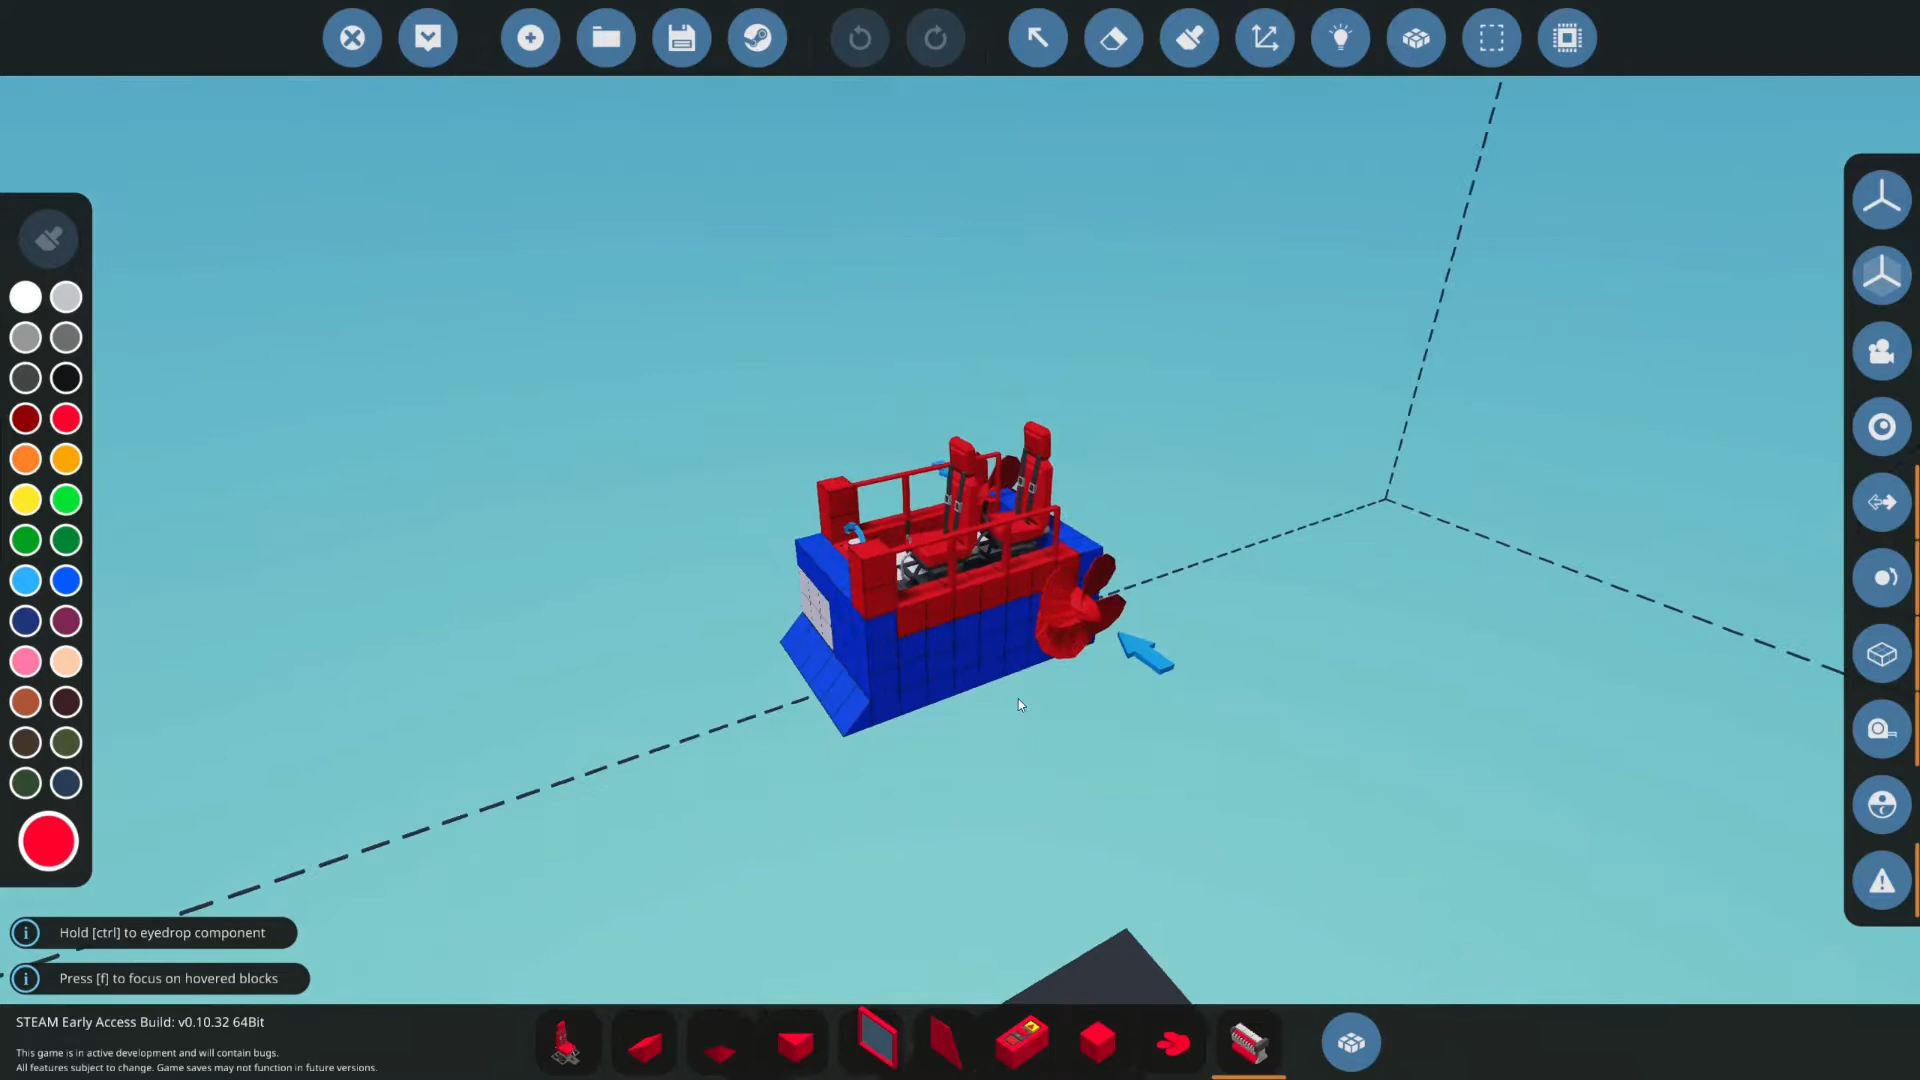 Hold [ctrl] to eyedrop component
Press [f] to focus on hovered blocks
STEAM Early Access Build: v0.10.32 64Bit
This game is in active development and will contain bugs.
All features subject to change. Game saves may not function in future versions.